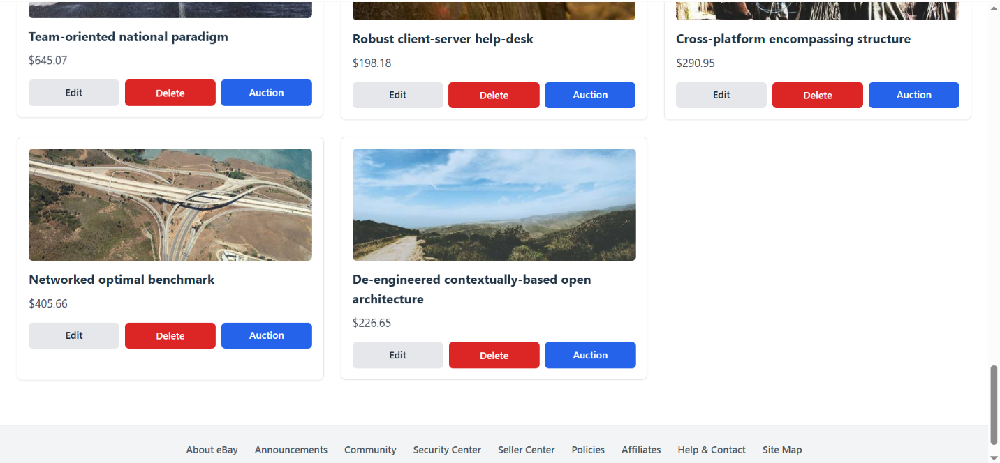 Team-oriented national paradigm
$645.07
Edit Delete Auction
Robust client-server help-desk
$198.18
Edit Delete Auction
Cross-platform encompassing structure
$290.95
Edit Delete Auction
Networked optimal benchmark
$405.66
Edit Delete Auction
De-engineered contextually-based open
architecture
$226.65
Edit Delete Auction
About eBay Announcements Community Security Center Seller Center Policies Affiliates Help & Contact Site Map